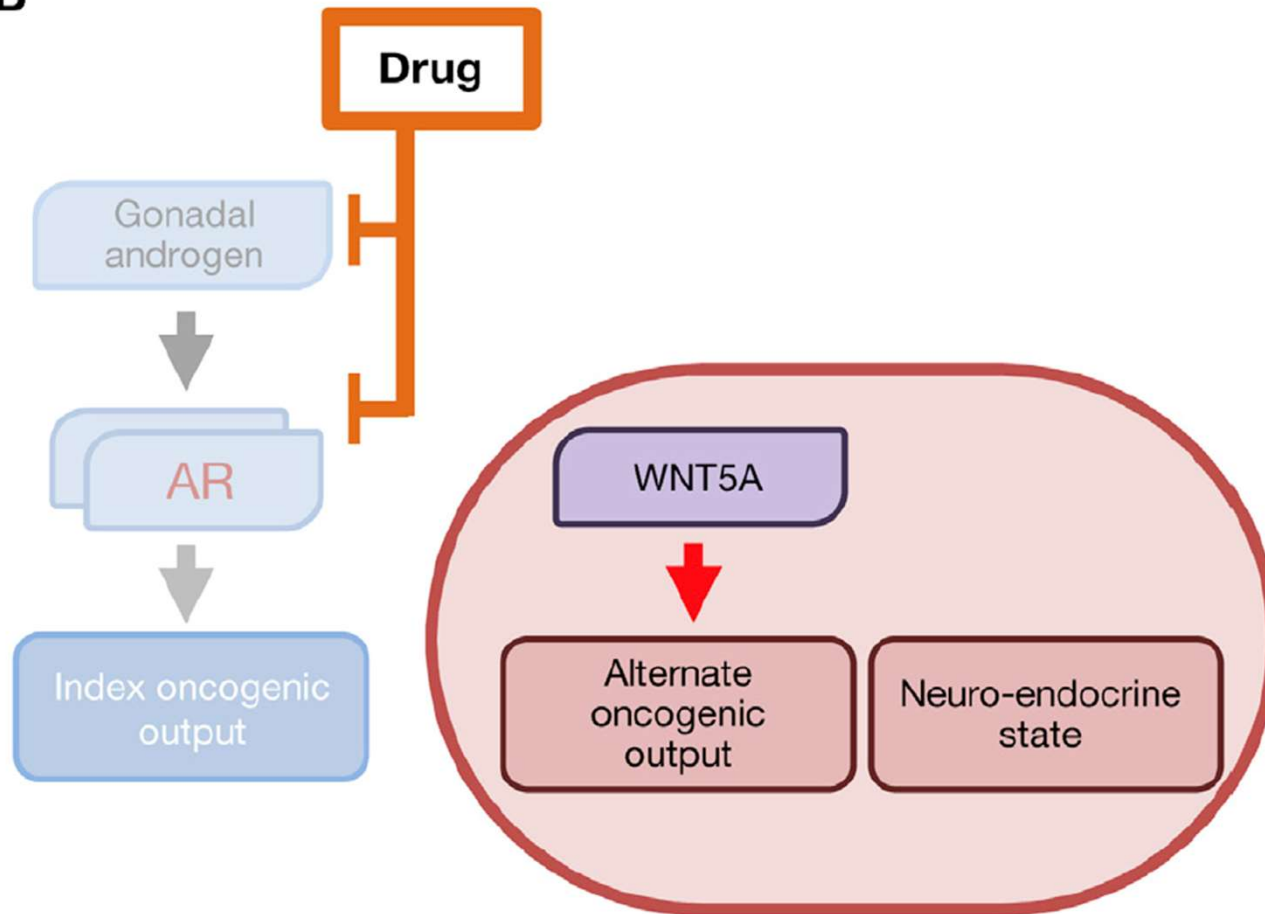 Drug
Gonadal
androgen
AR
WNT5A
Index oncogenic
output
Alternate
oncogenic
output
Neuro-endocrine
state